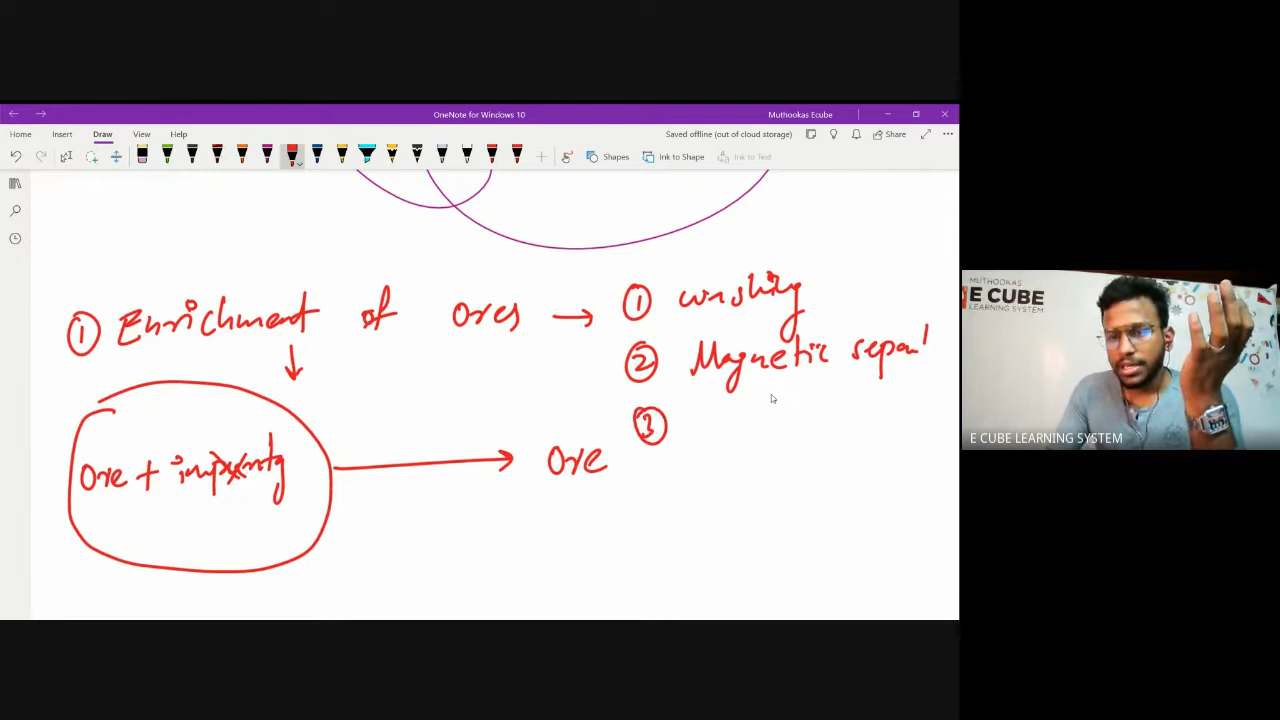 OneNote for Windows 10
Muthookas Ecube
Home Insert Draw View Help
Saved offline (out of cloud storage)
Share
Shapes
Ink to Shape
Ink to Text
① Enrichment of ores → ① washing
② Magnetic separ
③
Ore + impurity → Ore
MUTHOOKAS
E CUBE
LEARNING SYSTEM
E CUBE LEARNING SYSTEM